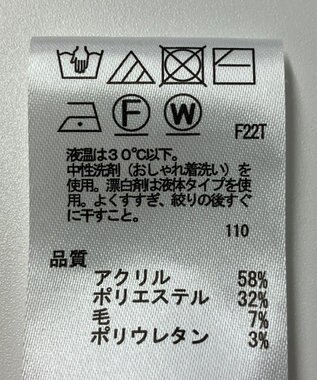 F W F22T
液温は30℃以下。
中性洗剤（おしゃれ着洗い）を
使用。漂白剤は液体タイプを使
用。よくすすぎ、絞りの後すぐ
に干すこと。
110
品質
アクリル 58%
ポリエステル 32%
毛 7%
ポリウレタン 3%